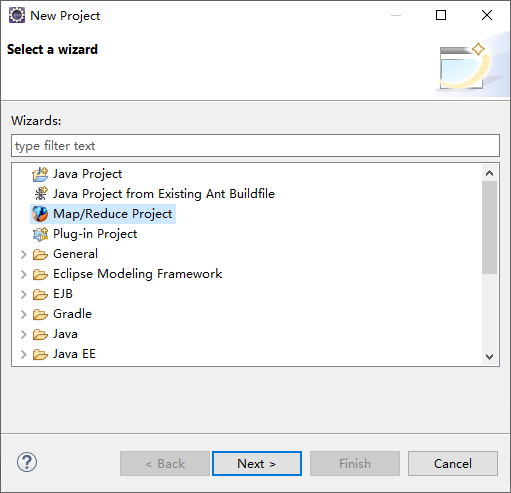 New Project
Select a wizard
Wizards:
type filter text
Java Project
Java Project from Existing Ant Buildfile
Map/Reduce Project
Plug-in Project
General
Eclipse Modeling Framework
EJB
Gradle
Java
Java EE
?
< Back
Next >
Finish
Cancel